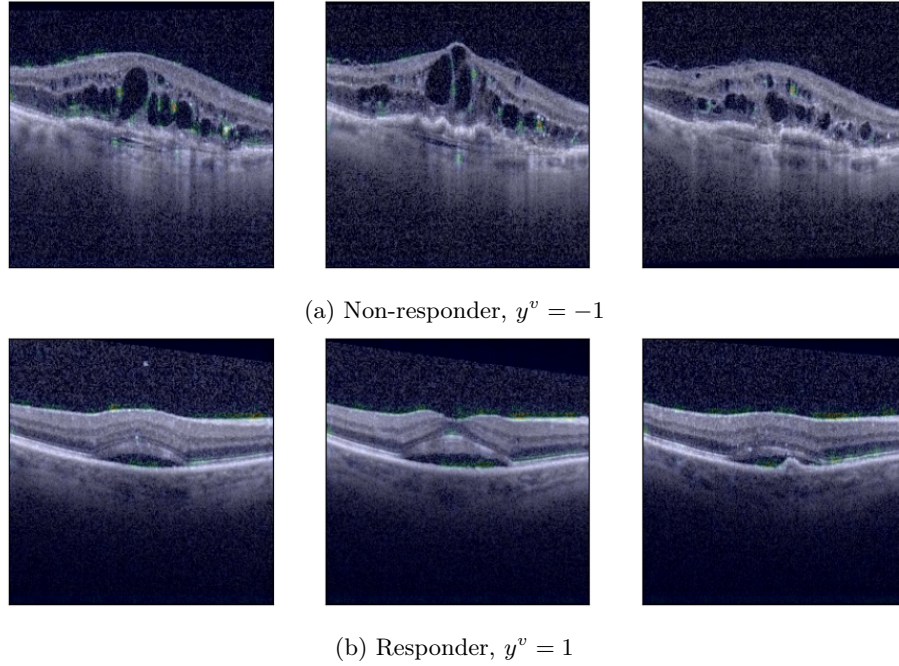 (a) Non-responder, y^v = −1
(b) Responder, y^v = 1